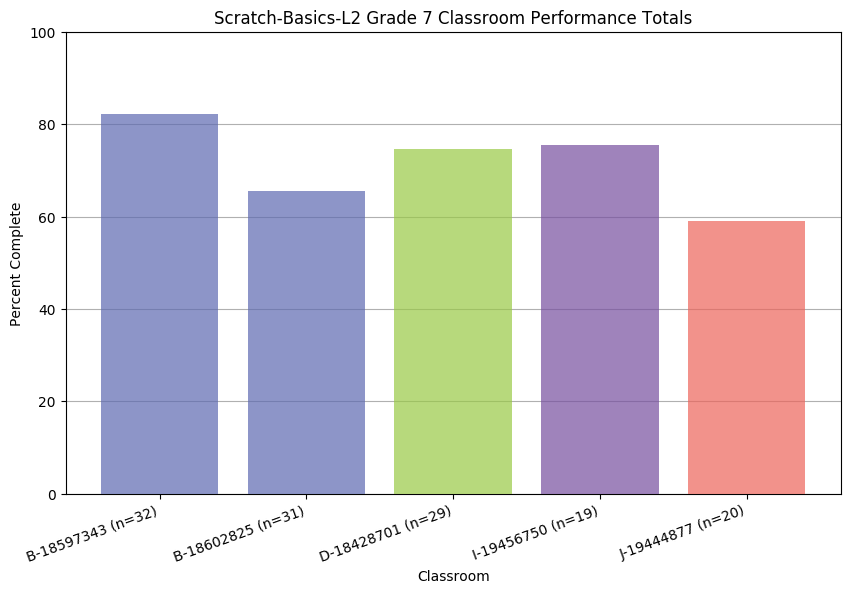 Scratch-Basics-L2 Grade 7 Classroom Performance Totals
100
80
60
40
20
0
Percent Complete
B-18597343 (n=32)
B-18602825 (n=31)
D-18428701 (n=29)
I-19456750 (n=19)
J-19444877 (n=20)
Classroom